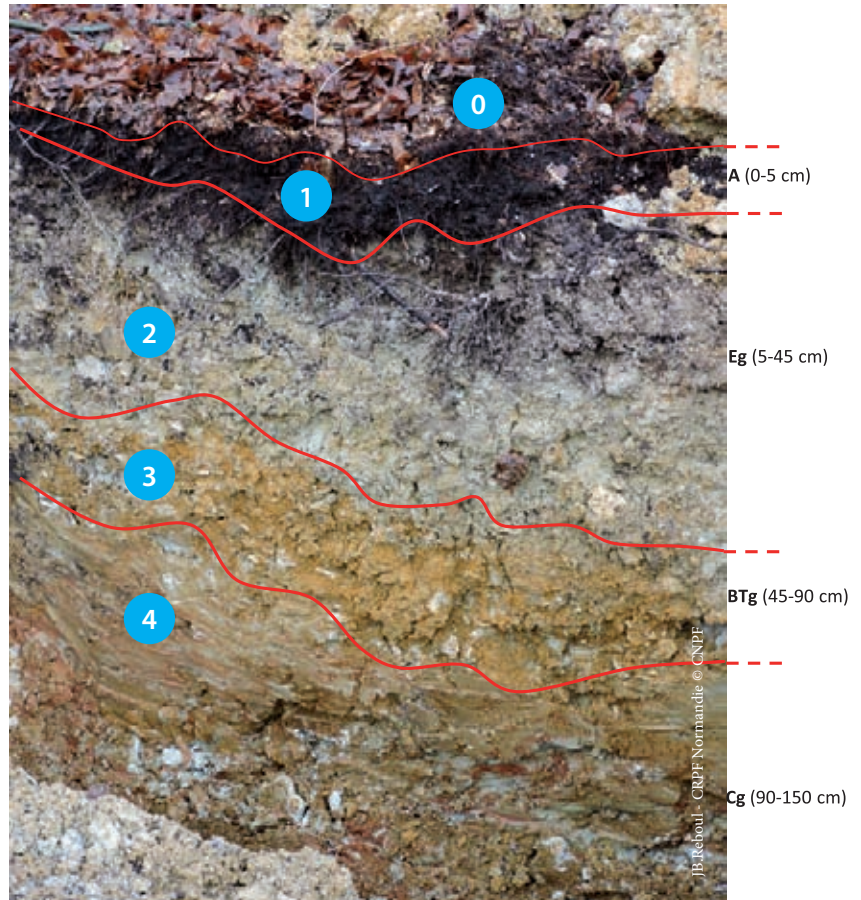 0
A (0-5 cm)
1
2
Eg (5-45 cm)
3
BTg (45-90 cm)
4
Cg (90-150 cm)
JB.Reboul - CRPF Normandie © CNPF